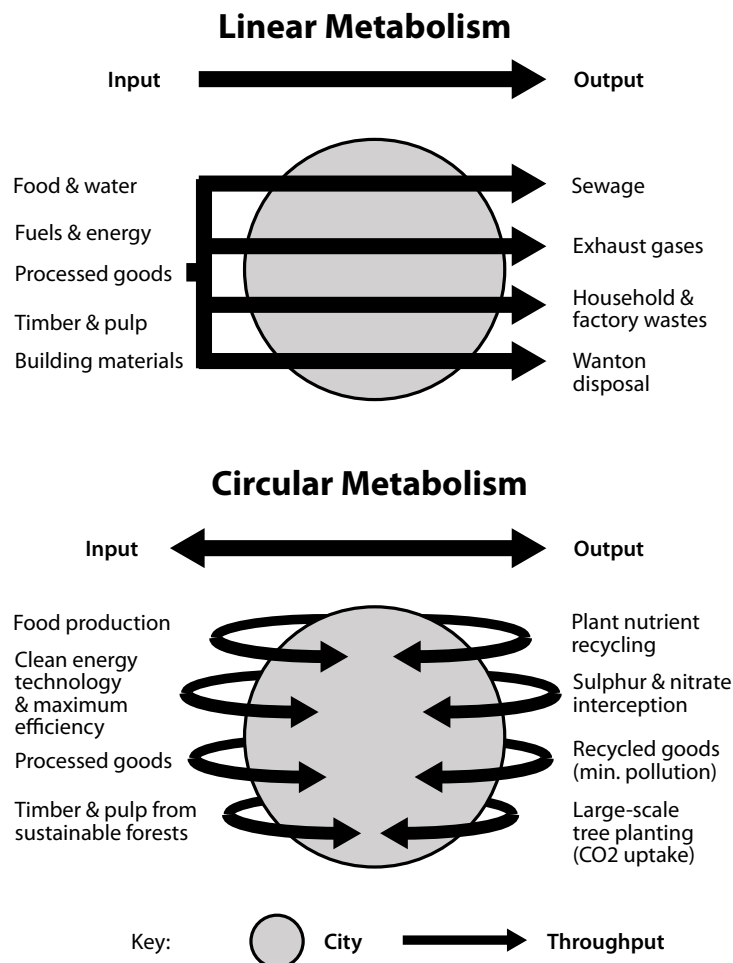 Linear Metabolism
Input
Output
Food & water
Sewage
Fuels & energy
Exhaust gases
Processed goods
Household &
factory wastes
Timber & pulp
Building materials
Wanton
disposal
Circular Metabolism
Input
Output
Food production
Plant nutrient
recycling
Clean energy
technology
& maximum
efficiency
Sulphur & nitrate
interception
Processed goods
Recycled goods
(min. pollution)
Timber & pulp from
sustainable forests
Large-scale
tree planting
(CO2 uptake)
Key:
City
Throughput